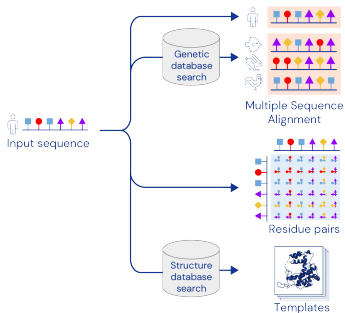 Genetic
database
search
Input sequence
Multiple Sequence
Alignment
Residue pairs
Structure
database
search
Templates